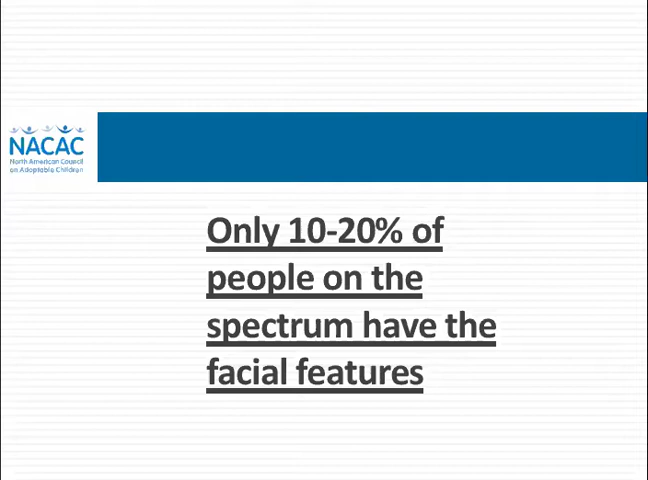 NACAC
North American Council
on Adoptable Children
Only 10-20% of
people on the
spectrum have the
facial features